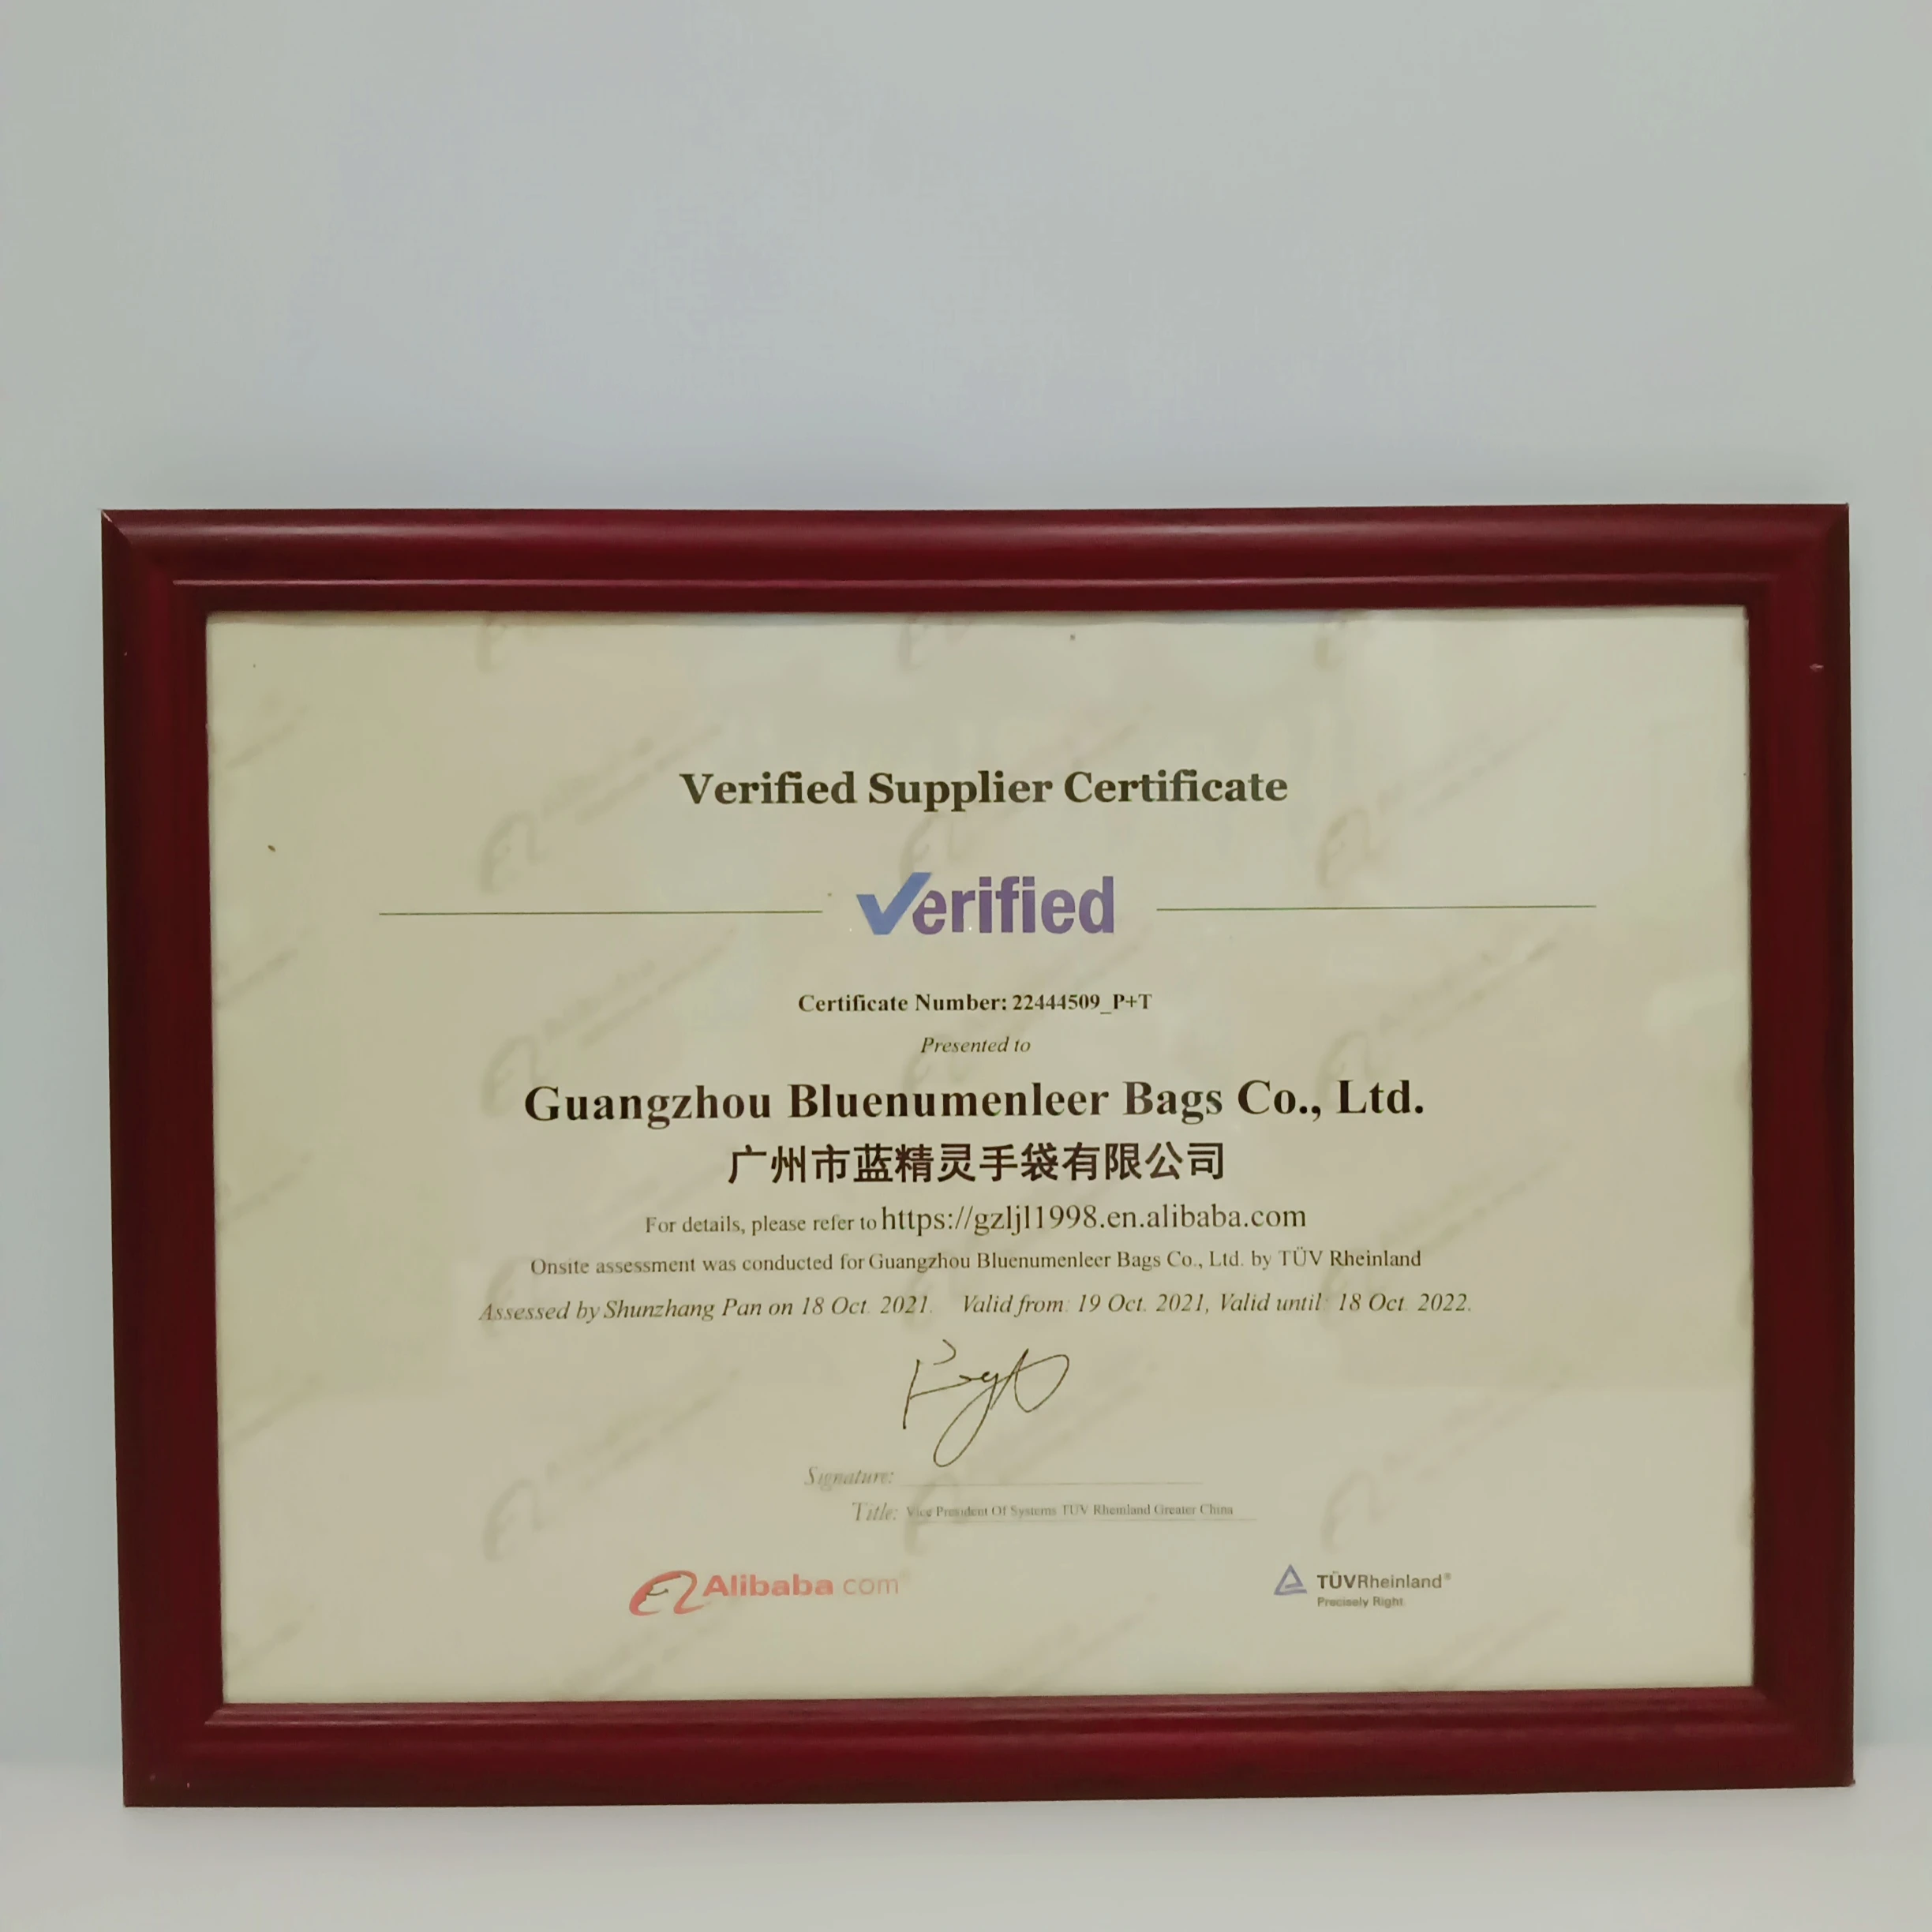 Verified Supplier Certificate
Verified
Certificate Number: 22444509_P+T
Presented to
Guangzhou Bluenumenleer Bags Co., Ltd.
广州市蓝精灵手袋有限公司
For details, please refer to https://gzljl1998.en.alibaba.com
Onsite assessment was conducted for Guangzhou Bluenumenleer Bags Co., Ltd. by TÜV Rheinland
Assessed by Shunzhang Pan on 18 Oct. 2021. Valid from: 19 Oct. 2021, Valid until: 18 Oct. 2022.
Signature:
Title: Vice President Of Systems TÜV Rheinland Greater China
Alibaba.com®
TÜVRheinland®
Precisely Right.